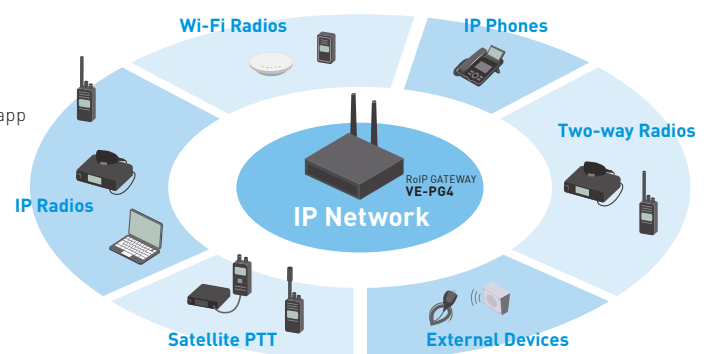 Wi-Fi Radios
IP Phones
app
Two-way Radios
RoIP GATEWAY
VE-PG4
IP Radios
IP Network
Satellite PTT
External Devices